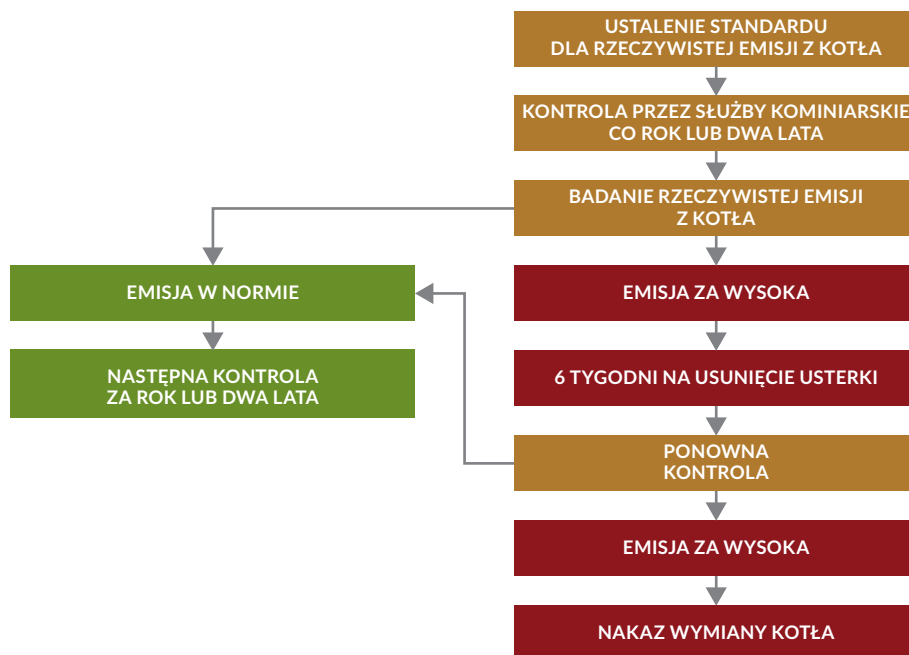 USTALENIE STANDARDU
DLA RZECZYWISTEJ EMISJI Z KOTŁA
KONTROLA PRZEZ SŁUŻBY KOMINIARSKIE
CO ROK LUB DWA LATA
BADANIE RZECZYWISTEJ EMISJI
Z KOTŁA
EMISJA W NORMIE
EMISJA ZA WYSOKA
NASTĘPNA KONTROLA
ZA ROK LUB DWA LATA
6 TYGODNI NA USUNIĘCIE USTERKI
PONOWNA
KONTROLA
EMISJA ZA WYSOKA
NAKAZ WYMIANY KOTŁA